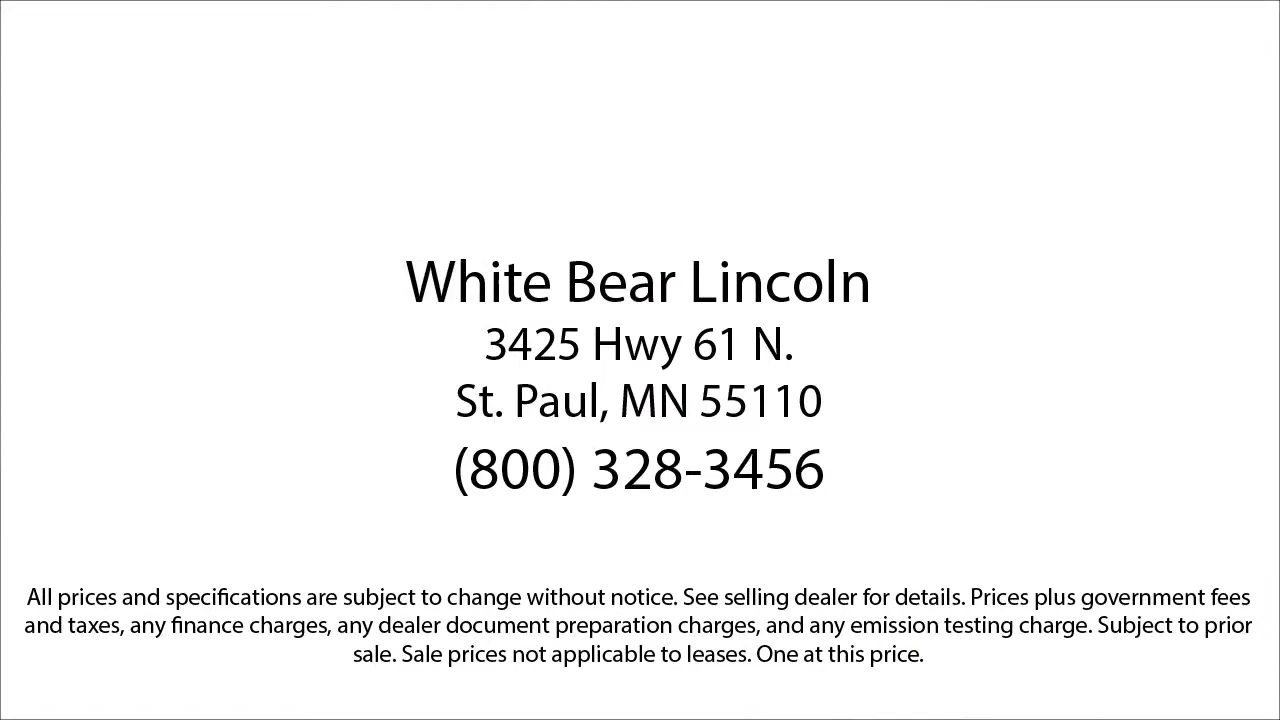 White Bear Lincoln
3425 Hwy 61 N.
St. Paul, MN 55110
(800) 328-3456
All prices and specifications are subject to change without notice. See selling dealer for details. Prices plus government fees
and taxes, any finance charges, any dealer document preparation charges, and any emission testing charge. Subject to prior
sale. Sale prices not applicable to leases. One at this price.